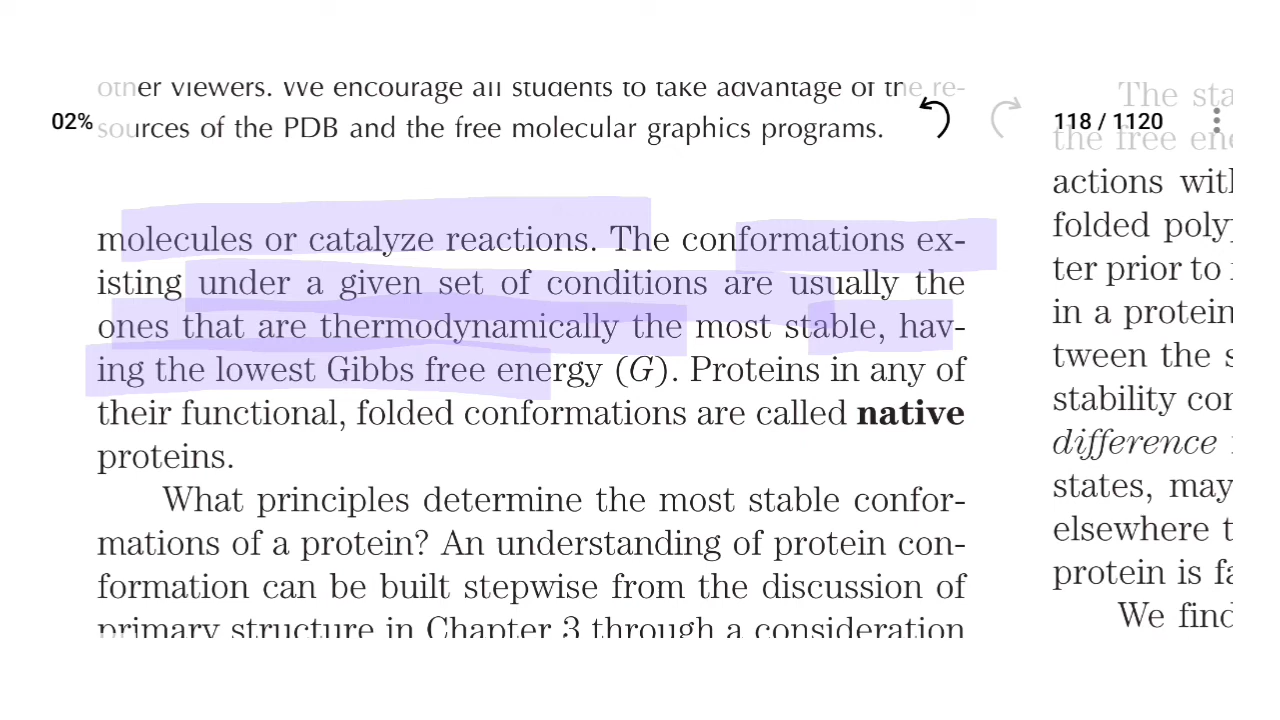 other viewers. We encourage all students to take advantage of the re-
02%
sources of the PDB and the free molecular graphics programs.
118 / 1120
molecules or catalyze reactions. The conformations ex-
isting under a given set of conditions are usually the
ones that are thermodynamically the most stable, hav-
ing the lowest Gibbs free energy (G). Proteins in any of
their functional, folded conformations are called native
proteins.
What principles determine the most stable confor-
mations of a protein? An understanding of protein con-
formation can be built stepwise from the discussion of
primary structure in Chapter 3 through a consideration
The sta
the free ene
actions with
folded poly
ter prior to
in a protein
tween the s
stability con
difference
states, may
elsewhere t
protein is fa
We find